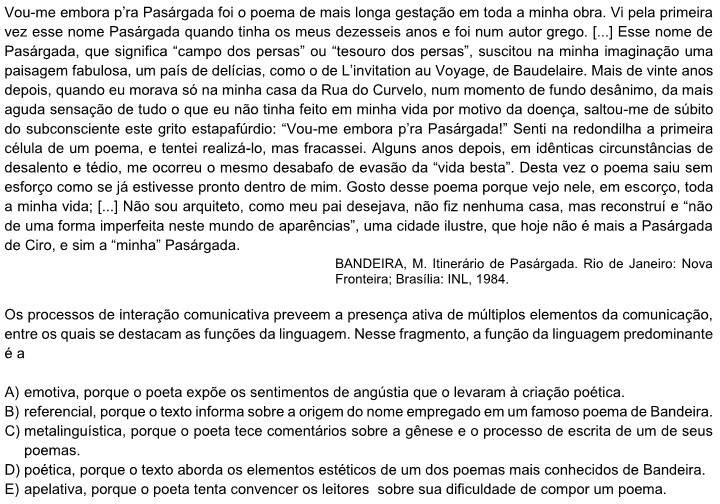 Vou-me embora p’ra Pasárgada foi o poema de mais longa gestação em toda a minha obra. Vi pela primeira
vez esse nome Pasárgada quando tinha os meus dezesseis anos e foi num autor grego. [...] Esse nome de
Pasárgada, que significa “campo dos persas” ou “tesouro dos persas”, suscitou na minha imaginação uma
paisagem fabulosa, um país de delícias, como o de L’invitation au Voyage, de Baudelaire. Mais de vinte anos
depois, quando eu morava só na minha casa da Rua do Curvelo, num momento de fundo desânimo, da mais
aguda sensação de tudo o que eu não tinha feito em minha vida por motivo da doença, saltou-me de súbito
do subconsciente este grito estapafúrdio: “Vou-me embora p’ra Pasárgada!” Senti na redondilha a primeira
célula de um poema, e tentei realizá-lo, mas fracassei. Alguns anos depois, em idênticas circunstâncias de
desalento e tédio, me ocorreu o mesmo desabafo de evasão da “vida besta”. Desta vez o poema saiu sem
esforço como se já estivesse pronto dentro de mim. Gosto desse poema porque vejo nele, em escorço, toda
a minha vida; [...] Não sou arquiteto, como meu pai desejava, não fiz nenhuma casa, mas reconstruí e “não
de uma forma imperfeita neste mundo de aparências”, uma cidade ilustre, que hoje não é mais a Pasárgada
de Ciro, e sim a “minha” Pasárgada.
BANDEIRA, M. Itinerário de Pasárgada. Rio de Janeiro: Nova
Fronteira; Brasília: INL, 1984.
Os processos de interação comunicativa preveem a presença ativa de múltiplos elementos da comunicação,
entre os quais se destacam as funções da linguagem. Nesse fragmento, a função da linguagem predominante
é a
A) emotiva, porque o poeta expõe os sentimentos de angústia que o levaram à criação poética.
B) referencial, porque o texto informa sobre a origem do nome empregado em um famoso poema de Bandeira.
C) metalinguística, porque o poeta tece comentários sobre a gênese e o processo de escrita de um de seus
poemas.
D) poética, porque o texto aborda os elementos estéticos de um dos poemas mais conhecidos de Bandeira.
E) apelativa, porque o poeta tenta convencer os leitores sobre sua dificuldade de compor um poema.